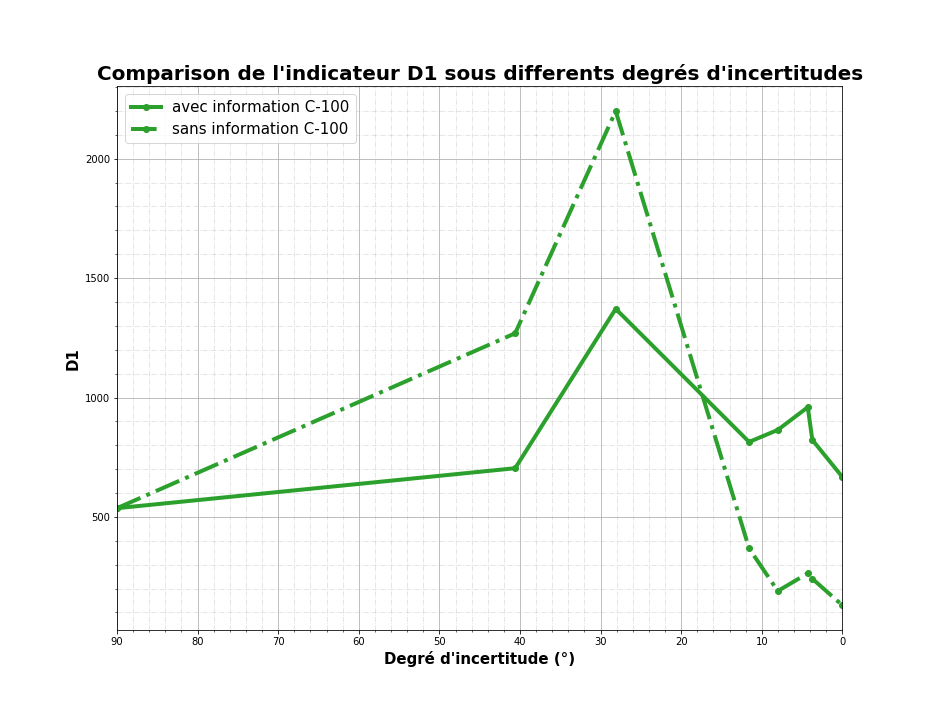 Comparison de l'indicateur D1 sous differents degrés d'incertitudes
avec information C-100
sans information C-100
2000
1500
1000
500
D1
90 80 70 60 50 40 30 20 10 0
Degré d'incertitude (°)